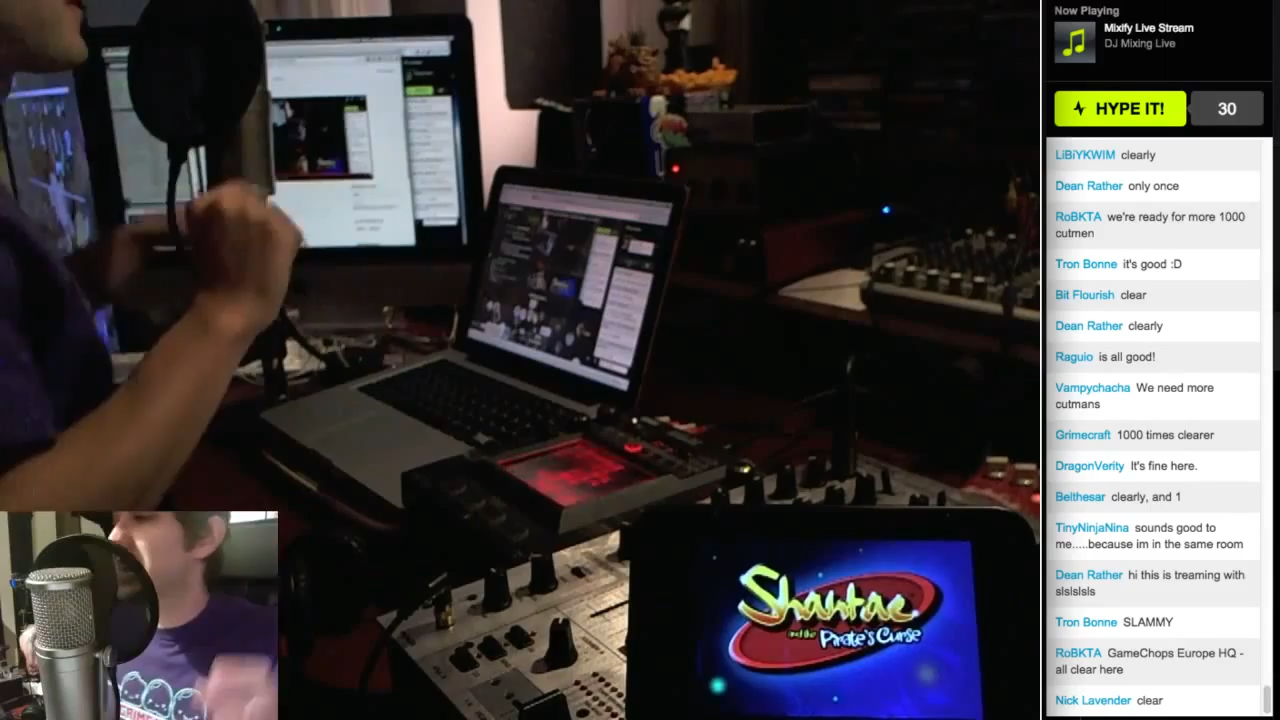 Now Playing
Mixify Live Stream
DJ Mixing Live
HYPE IT! 30
LiBiYKWIM clearly
Dean Rather only once
RoBKTA we're ready for more 1000
cutmen
Tron Bonne it's good :D
Bit Flourish clear
Dean Rather clearly
Raguio is all good!
Vampychacha We need more
cutmans
Grimecraft 1000 times clearer
DragonVerity It's fine here.
Belthesar clearly, and 1
TinyNinjaNina sounds good to
me.....because im in the same room
Dean Rather hi this is treaming with
slslslsls
Tron Bonne SLAMMY
RoBKTA GameChops Europe HQ -
all clear here
Nick Lavender clear
Shantae
and the Pirate's Curse